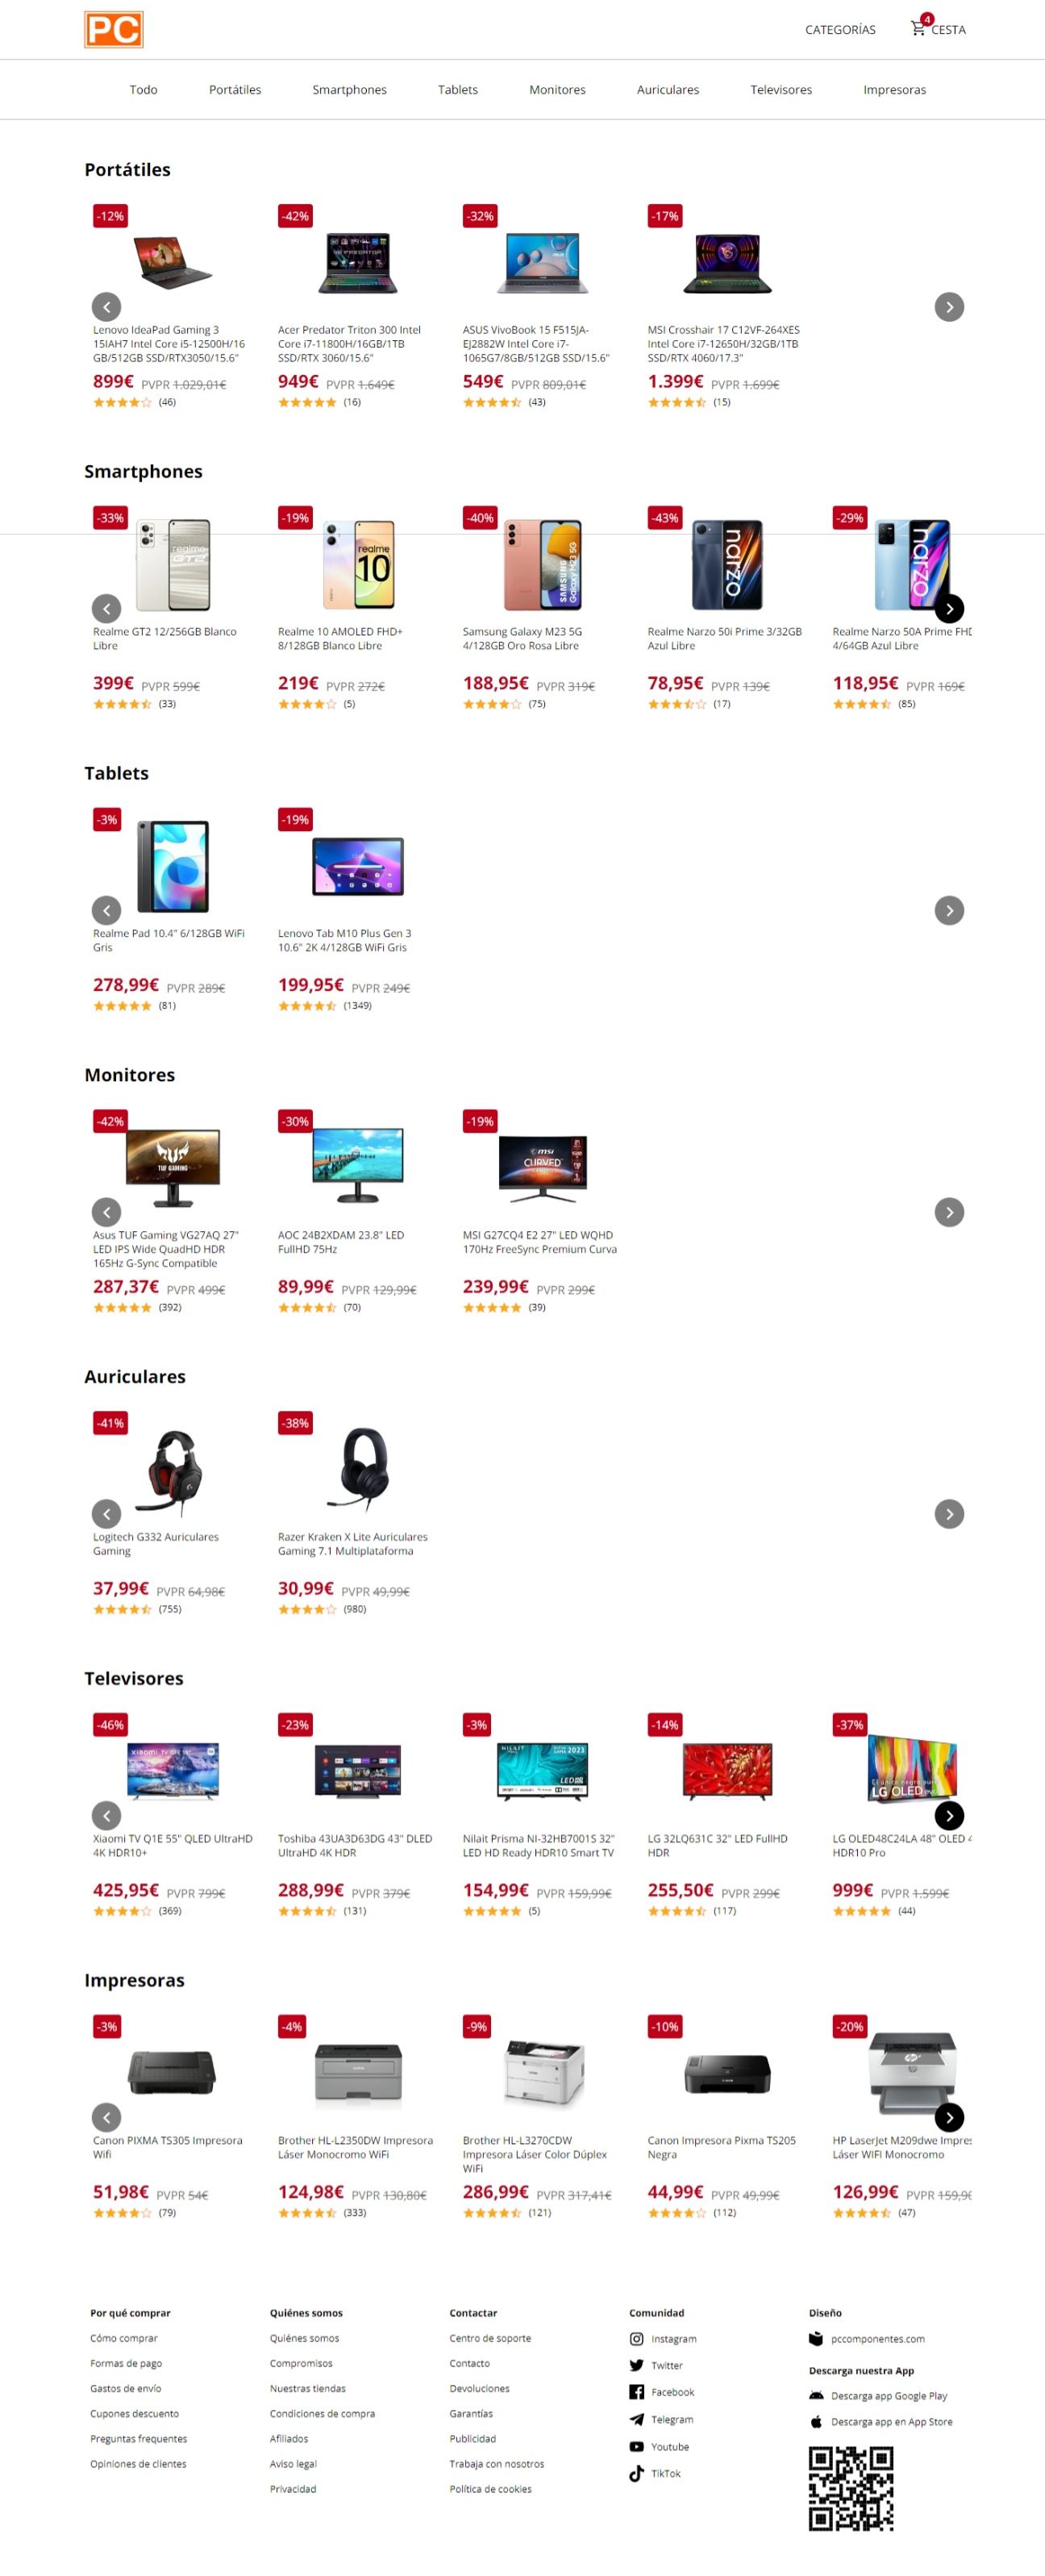 PC
CATEGORÍAS
4
CESTA
Todo
Portátiles
Smartphones
Tablets
Monitores
Auriculares
Televisores
Impresoras
Portátiles
-12%
Lenovo IdeaPad Gaming 3
15IAH7 Intel Core i5-12500H/16
GB/512GB SSD/RTX3050/15.6"
899€ PVPR 1.029,01€
(46)
-42%
Acer Predator Triton 300 Intel
Core i7-11800H/16GB/1TB
SSD/RTX 3060/15.6"
949€ PVPR 1.649€
(16)
-32%
ASUS VivoBook 15 F515JA-
EJ2882W Intel Core i7-
1065G7/8GB/512GB SSD/15.6"
549€ PVPR 809,01€
(43)
-17%
MSI Crosshair 17 C12VF-264XES
Intel Core i7-12650H/32GB/1TB
SSD/RTX 4060/17.3"
1.399€ PVPR 1.699€
(15)
Smartphones
-33%
realme
GT2
Realme GT2 12/256GB Blanco
Libre
399€ PVPR 599€
(33)
-19%
realme
10
Realme 10 AMOLED FHD+
8/128GB Blanco Libre
219€ PVPR 272€
(5)
-40%
SAMSUNG
Galaxy M23 5G
Samsung Galaxy M23 5G
4/128GB Oro Rosa Libre
188,95€ PVPR 319€
(75)
-43%
narzo
Realme Narzo 50i Prime 3/32GB
Azul Libre
78,95€ PVPR 139€
(17)
-29%
narzo
Realme Narzo 50A Prime FHD
4/64GB Azul Libre
118,95€ PVPR 169€
(85)
Tablets
-3%
Realme Pad 10.4" 6/128GB WiFi
Gris
278,99€ PVPR 289€
(81)
-19%
Lenovo Tab M10 Plus Gen 3
10.6" 2K 4/128GB WiFi Gris
199,95€ PVPR 249€
(1349)
Monitores
-42%
TUF GAMING
Asus TUF Gaming VG27AQ 27"
LED IPS Wide QuadHD HDR
165Hz G-Sync Compatible
287,37€ PVPR 499€
(392)
-30%
AOC 24B2XDAM 23.8" LED
FullHD 75Hz
89,99€ PVPR 129,99€
(70)
-19%
msi
CURVED
MSI G27CQ4 E2 27" LED WQHD
170Hz FreeSync Premium Curva
239,99€ PVPR 299€
(39)
Auriculares
-41%
Logitech G332 Auriculares
Gaming
37,99€ PVPR 64,98€
(755)
-38%
Razer Kraken X Lite Auriculares
Gaming 7.1 Multiplataforma
30,99€ PVPR 49,99€
(980)
Televisores
-46%
xiaomi TV
Xiaomi TV Q1E 55" QLED UltraHD
4K HDR10+
425,95€ PVPR 799€
(369)
-23%
Toshiba 43UA3D63DG 43" DLED
UltraHD 4K HDR
288,99€ PVPR 379€
(131)
-3%
NILAIT
2023
LED
Nilait Prisma NI-32HB7001S 32"
LED HD Ready HDR10 Smart TV
154,99€ PVPR 159,99€
(5)
-14%
LG 32LQ631C 32" LED FullHD
HDR
255,50€ PVPR 299€
(117)
-37%
LG OLED
LG OLED48C24LA 48" OLED 4
HDR10 Pro
999€ PVPR 1.599€
(44)
Impresoras
-3%
Canon PIXMA TS305 Impresora
Wifi
51,98€ PVPR 54€
(79)
-4%
Brother HL-L2350DW Impresora
Láser Monocromo WiFi
124,98€ PVPR 130,80€
(333)
-9%
Brother HL-L3270CDW
Impresora Láser Color Dúplex
WiFi
286,99€ PVPR 317,41€
(121)
-10%
Canon Impresora Pixma TS205
Negra
44,99€ PVPR 49,99€
(112)
-20%
hp
HP LaserJet M209dwe Impres
Láser WIFI Monocromo
126,99€ PVPR 159,9
(47)
Por qué comprar
Cómo comprar
Formas de pago
Gastos de envío
Cupones descuento
Preguntas frequentes
Opiniones de clientes
Quiénes somos
Quiénes somos
Compromisos
Nuestras tiendas
Condiciones de compra
Afiliados
Aviso legal
Privacidad
Contactar
Centro de soporte
Contacto
Devoluciones
Garantías
Publicidad
Trabaja con nosotros
Política de cookies
Comunidad
Instagram
Twitter
Facebook
Telegram
Youtube
TikTok
Diseño
pccomponentes.com
Descarga nuestra App
Descarga app Google Play
Descarga app en App Store